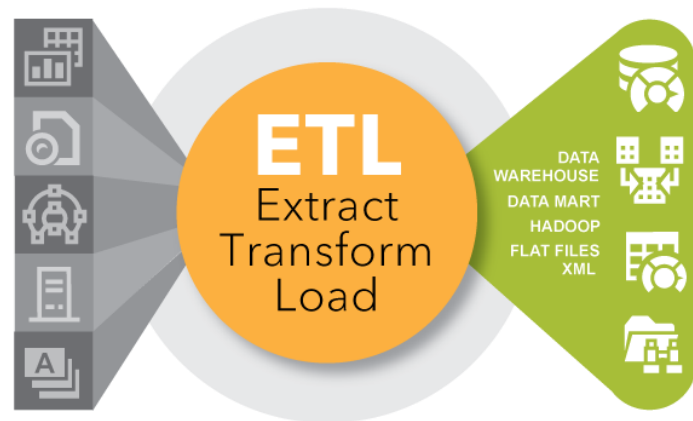 ETL
Extract
Transform
Load
DATA
WAREHOUSE
DATA MART
HADOOP
FLAT FILES
XML
A